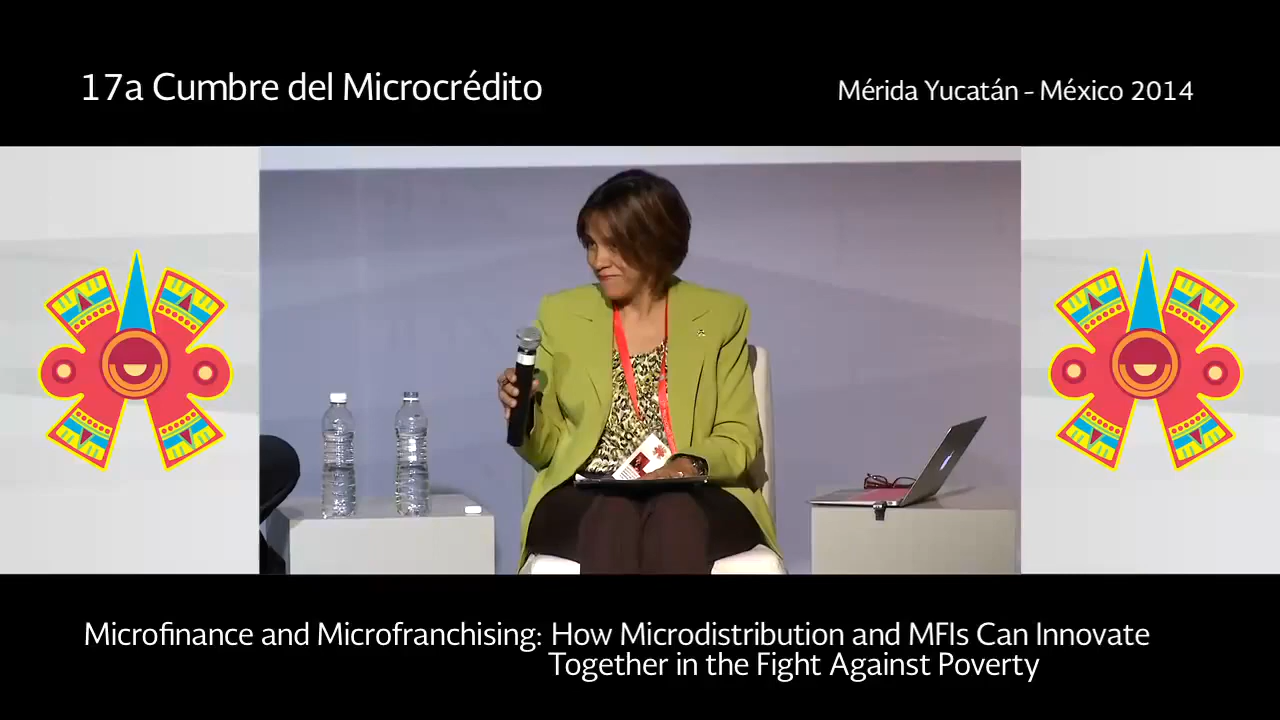 17a Cumbre del Microcrédito
Mérida Yucatán - México 2014
Microfinance and Microfranchising: How Microdistribution and MFIs Can Innovate
Together in the Fight Against Poverty